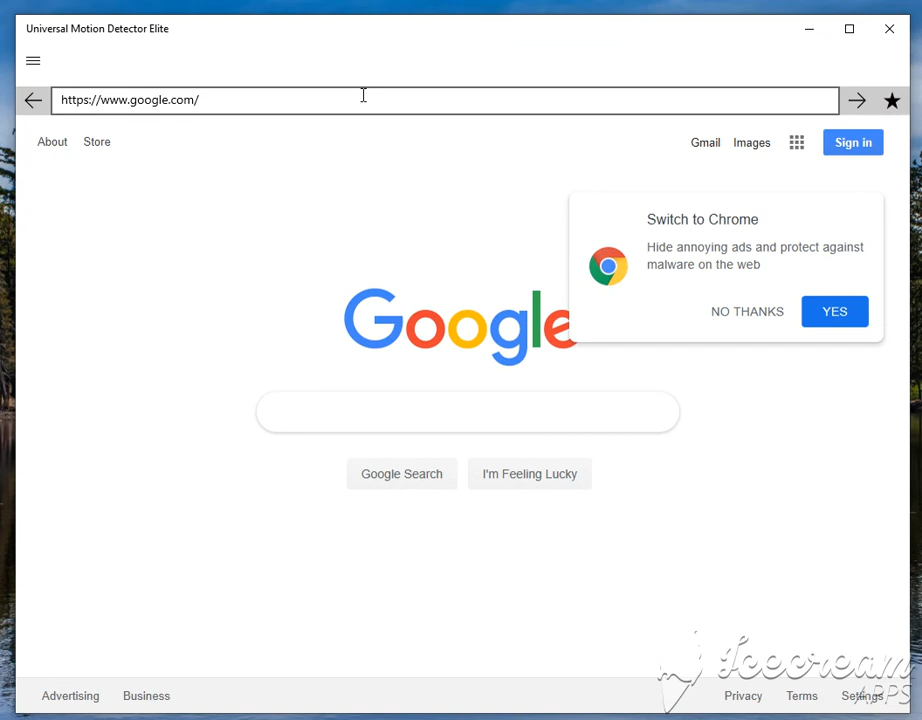 Universal Motion Detector Elite
https://www.google.com/
About Store
Gmail Images Sign in
Switch to Chrome
Hide annoying ads and protect against
malware on the web
NO THANKS YES
Google
Google Search I'm Feeling Lucky
Icecream
APPS
Advertising Business
Privacy Terms Settings